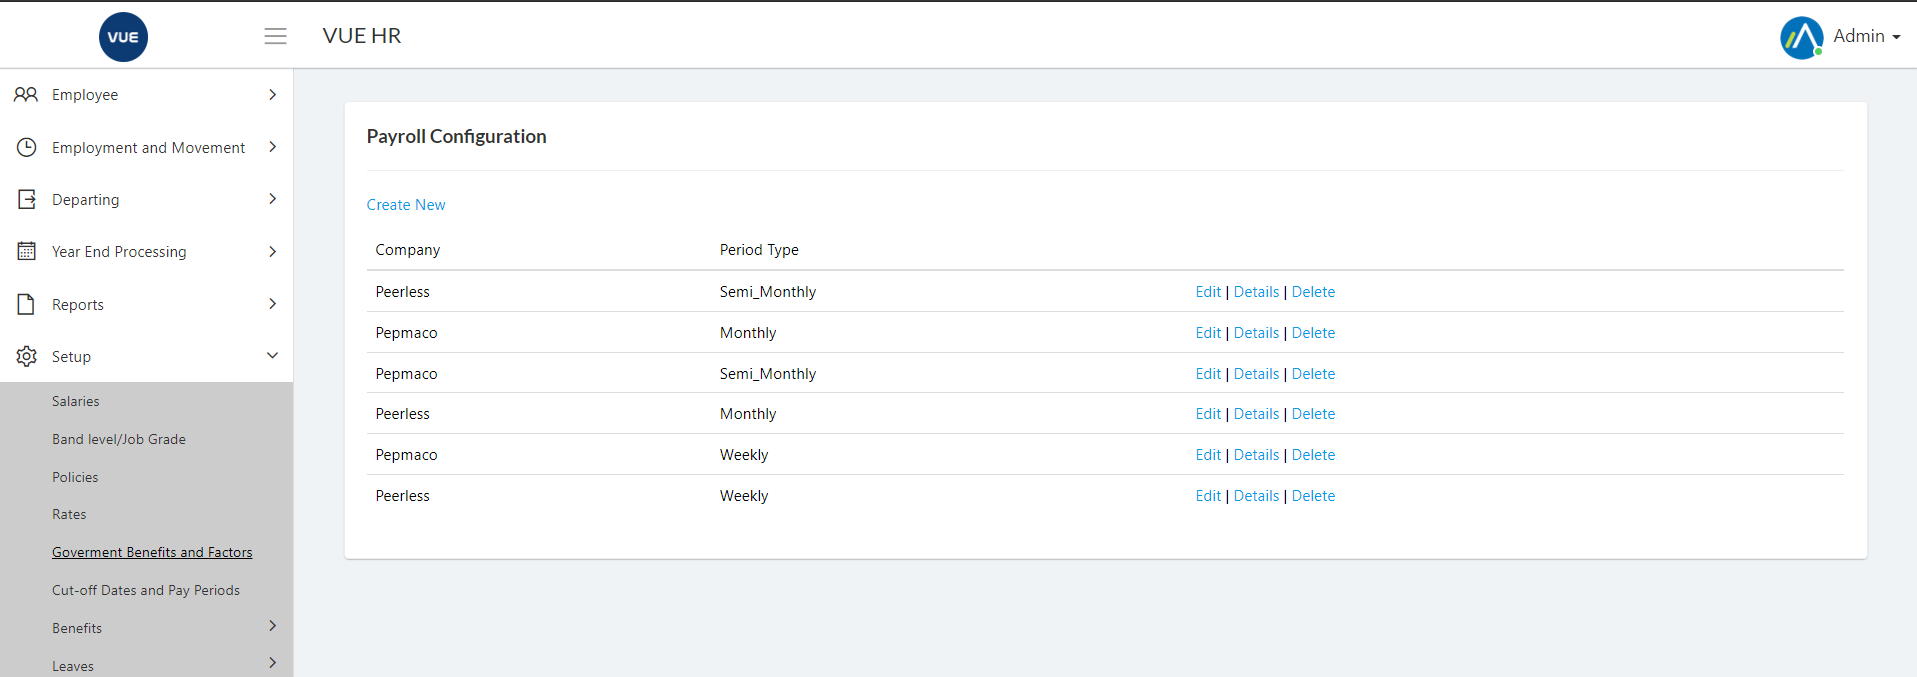 VUE
VUE HR
Admin
Employee
Employment and Movement
Departing
Year End Processing
Reports
Setup
Salaries
Band level/Job Grade
Policies
Rates
Goverment Benefits and Factors
Cut-off Dates and Pay Periods
Benefits
Leaves
Payroll Configuration
Create New
Company Period Type
Peerless Semi_Monthly Edit | Details | Delete
Pepmaco Monthly Edit | Details | Delete
Pepmaco Semi_Monthly Edit | Details | Delete
Peerless Monthly Edit | Details | Delete
Pepmaco Weekly Edit | Details | Delete
Peerless Weekly Edit | Details | Delete